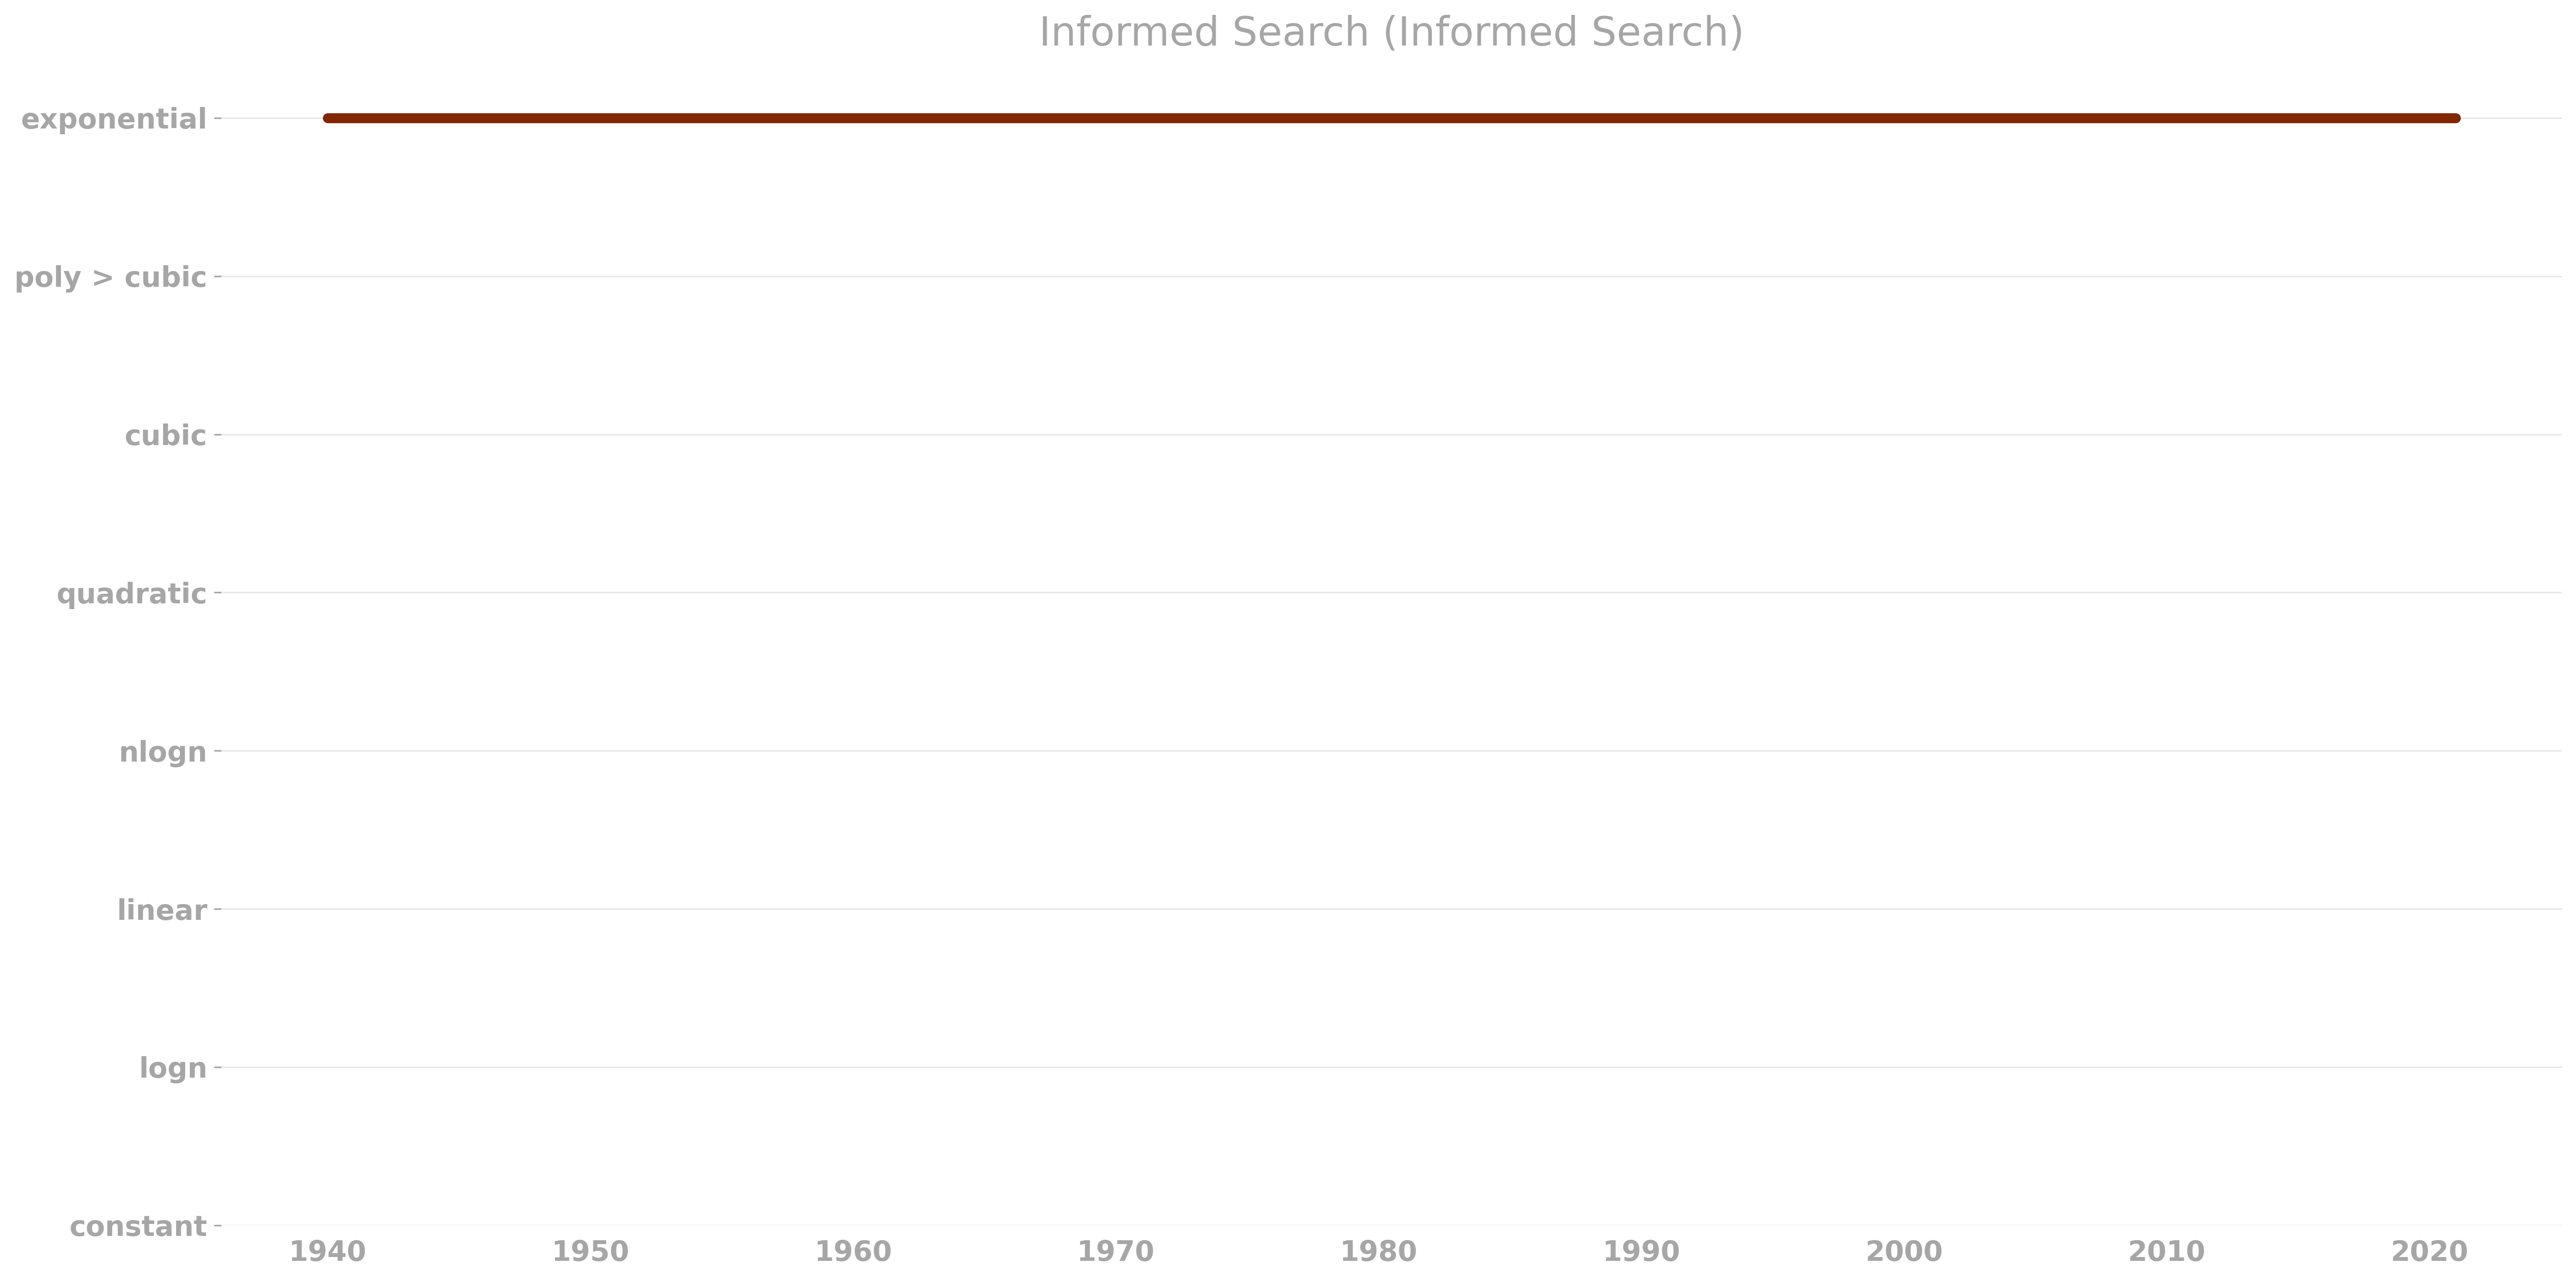 Informed Search (Informed Search)
exponential
poly > cubic
cubic
quadratic
nlogn
linear
logn
constant
1940 1950 1960 1970 1980 1990 2000 2010 2020